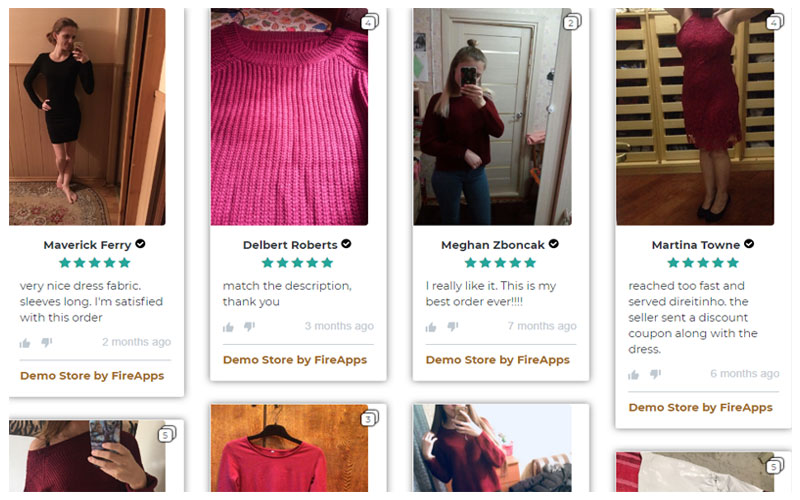 4
2
4
Maverick Ferry
very nice dress fabric.
sleeves long. I'm satisfied
with this order
2 months ago
Demo Store by FireApps
Delbert Roberts
match the description,
thank you
3 months ago
Demo Store by FireApps
Meghan Zboncak
I really like it. This is my
best order ever!!!!
7 months ago
Demo Store by FireApps
Martina Towne
reached too fast and
served direitinho. the
seller sent a discount
coupon along with the
dress.
6 months ago
Demo Store by FireApps
5
3
5